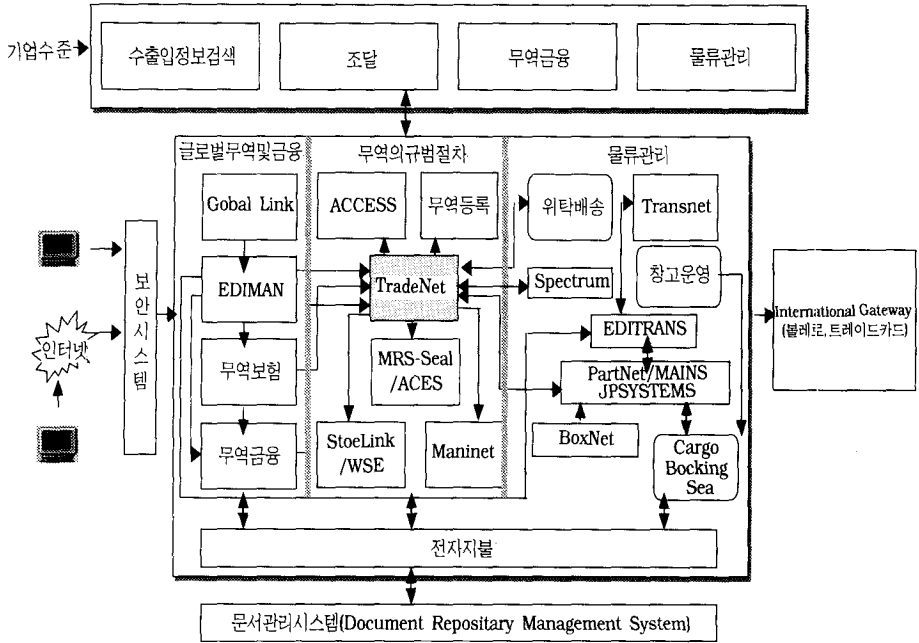 기업수준
수출입정보검색
조달
무역금융
물류관리
글로벌무역및금융
무역의규범절차
물류관리
Gobal Link
ACCESS
무역등록
위탁배송
Transnet
보안시스템
EDIMAN
TradeNet
Spectrum
창고운영
International Gateway
(볼레로, 트레이드카드)
인터넷
EDITRANS
무역보험
MRS-Seal
/ACES
PartNet/MAINS
JPSYSTEMS
무역금융
StoeLink
/WSE
Maninet
BoxNet
Cargo
Bocking
Sea
전자지불
문서관리시스템(Document Repositary Management System)